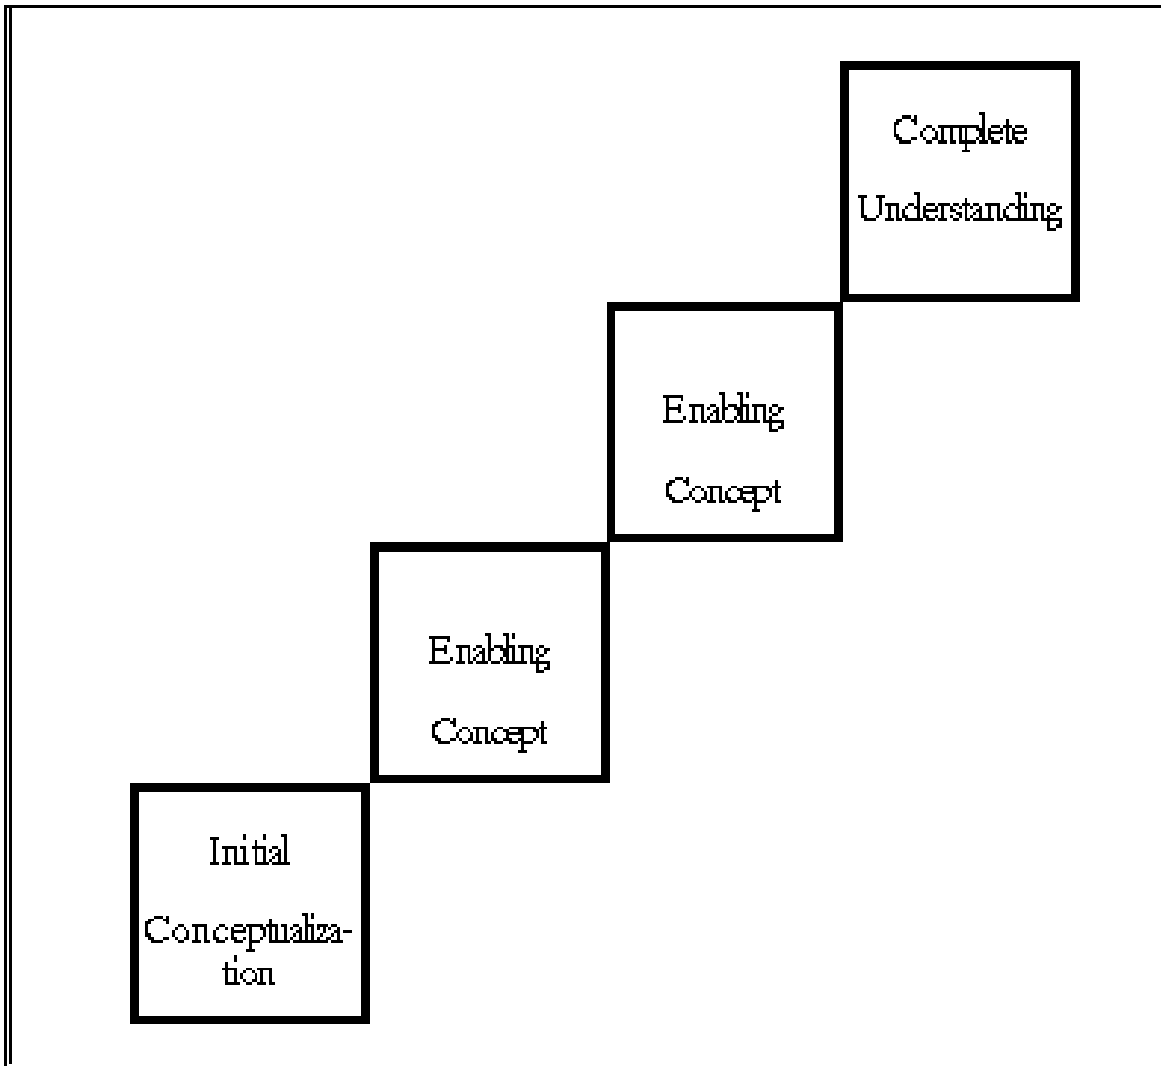 Complete
Understanding
Enabling
Concept
Enabling
Concept
Initial
Conceptualiza-
tion